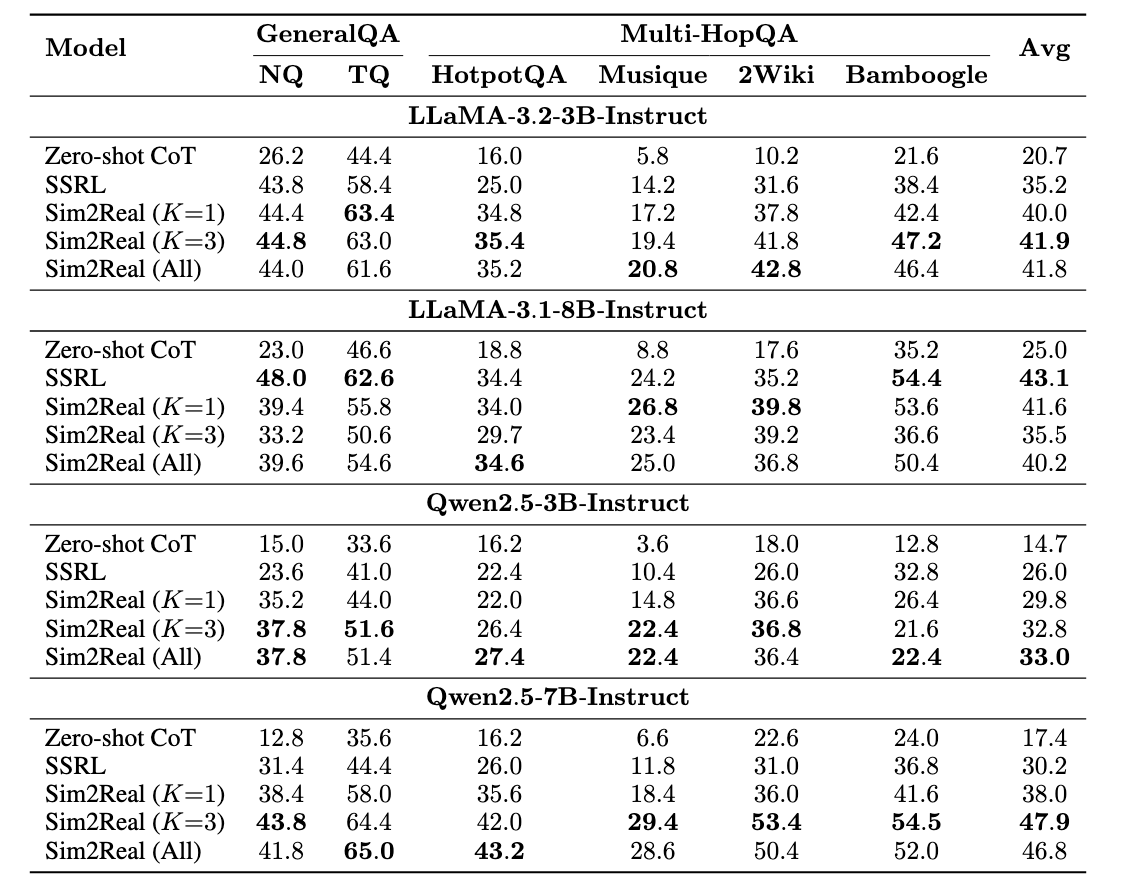 Model GeneralQA Multi-HopQA Avg
NQ TQ HotpotQA Musique 2Wiki Bamboogle
LLaMA-3.2-3B-Instruct
Zero-shot CoT 26.2 44.4 16.0 5.8 10.2 21.6 20.7
SSRL 43.8 58.4 25.0 14.2 31.6 38.4 35.2
Sim2Real (K=1) 44.4 63.4 34.8 17.2 37.8 42.4 40.0
Sim2Real (K=3) 44.8 63.0 35.4 19.4 41.8 47.2 41.9
Sim2Real (All) 44.0 61.6 35.2 20.8 42.8 46.4 41.8
LLaMA-3.1-8B-Instruct
Zero-shot CoT 23.0 46.6 18.8 8.8 17.6 35.2 25.0
SSRL 48.0 62.6 34.4 24.2 35.2 54.4 43.1
Sim2Real (K=1) 39.4 55.8 34.0 26.8 39.8 53.6 41.6
Sim2Real (K=3) 33.2 50.6 29.7 23.4 39.2 36.6 35.5
Sim2Real (All) 39.6 54.6 34.6 25.0 36.8 50.4 40.2
Qwen2.5-3B-Instruct
Zero-shot CoT 15.0 33.6 16.2 3.6 18.0 12.8 14.7
SSRL 23.6 41.0 22.4 10.4 26.0 32.8 26.0
Sim2Real (K=1) 35.2 44.0 22.0 14.8 36.6 26.4 29.8
Sim2Real (K=3) 37.8 51.6 26.4 22.4 36.8 21.6 32.8
Sim2Real (All) 37.8 51.4 27.4 22.4 36.4 22.4 33.0
Qwen2.5-7B-Instruct
Zero-shot CoT 12.8 35.6 16.2 6.6 22.6 24.0 17.4
SSRL 31.4 44.4 26.0 11.8 31.0 36.8 30.2
Sim2Real (K=1) 38.4 58.0 35.6 18.4 36.0 41.6 38.0
Sim2Real (K=3) 43.8 64.4 42.0 29.4 53.4 54.5 47.9
Sim2Real (All) 41.8 65.0 43.2 28.6 50.4 52.0 46.8